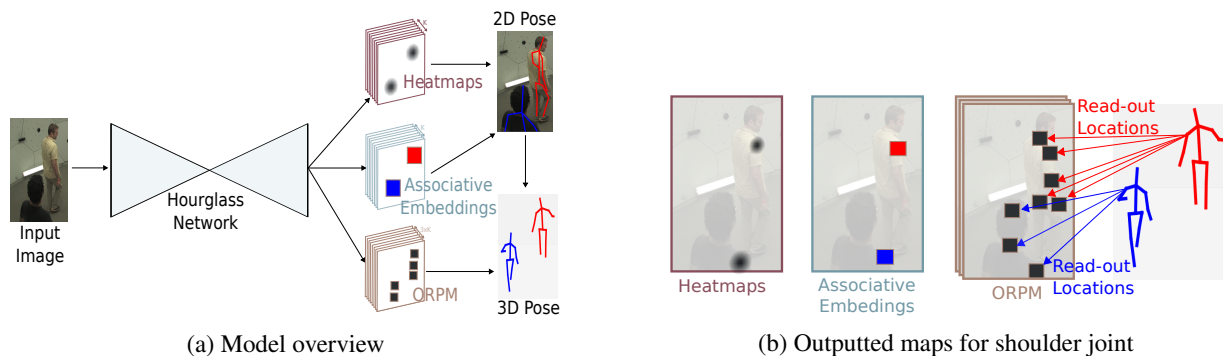 2D Pose
K
Heatmaps
K
Associative
Embeddings
Hourglass
Network
Input
Image
3xK
ORPM
3D Pose
(a) Model overview
Heatmaps
Associative
Embedings
ORPM
Read-out
Locations
Read-out
Locations
(b) Outputted maps for shoulder joint